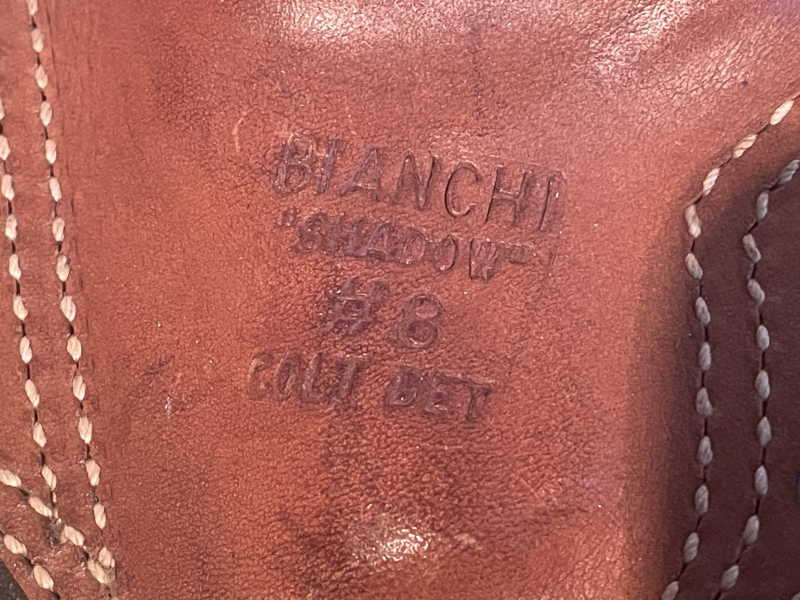 BIANCHI
"SHADOW"
#8
COLT DET